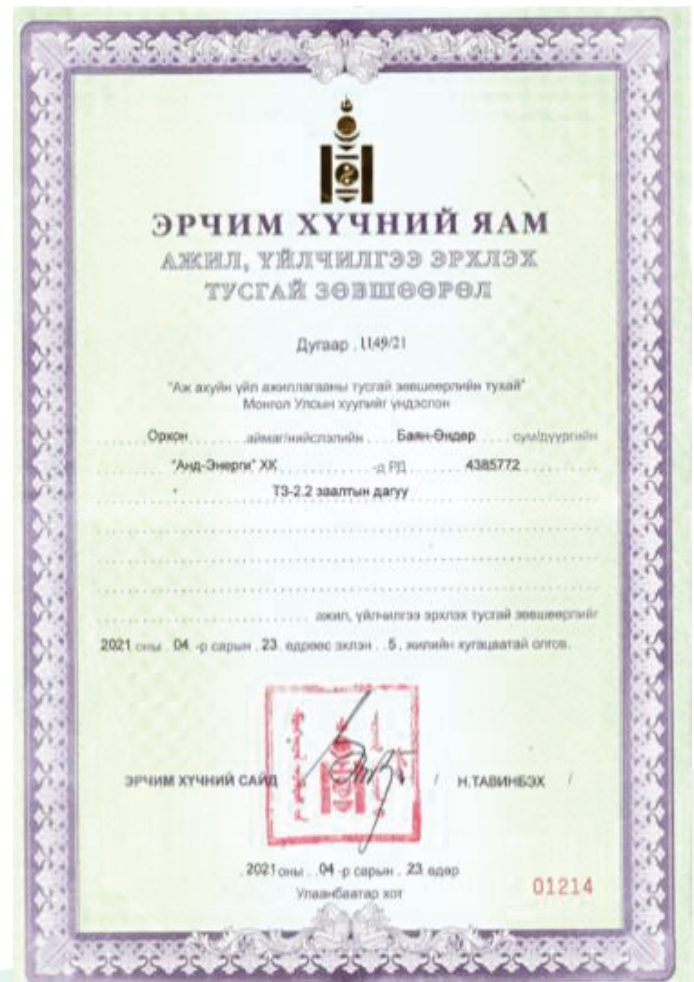 ЭРЧИМ ХҮЧНИЙ ЯАМ
АЖИЛ, ҮЙЛЧИЛГЭЭ ЭРХЛЭХ
ТУСГАЙ ЗӨВШӨӨРӨЛ
Дугаар . 1149/21
"Аж ахуйн үйл ажиллагааны тусгай зөвшөөрлийн тухай"
Монгол Улсын хуулийг үндэслэн
Орхон аймаг/нийслэлийн Баян-Өндөр сум/дүүргийн
"Анд-Энерги" ХК -д РД 4385772
ТЗ-2.2 заалтын дагуу
ажил, үйлчилгээ эрхлэх тусгай зөвшөөрлийг
2021 оны . 04. -р сарын . 23. өдрөөс эхлэн . . 5 . жилийн хугацаатай олгов.
ЭРЧИМ ХҮЧНИЙ САЙД / Н.ТАВИНБЭХ /
. 2021 оны . . 04 -р сарын . 23 өдөр
Улаанбаатар хот
01214